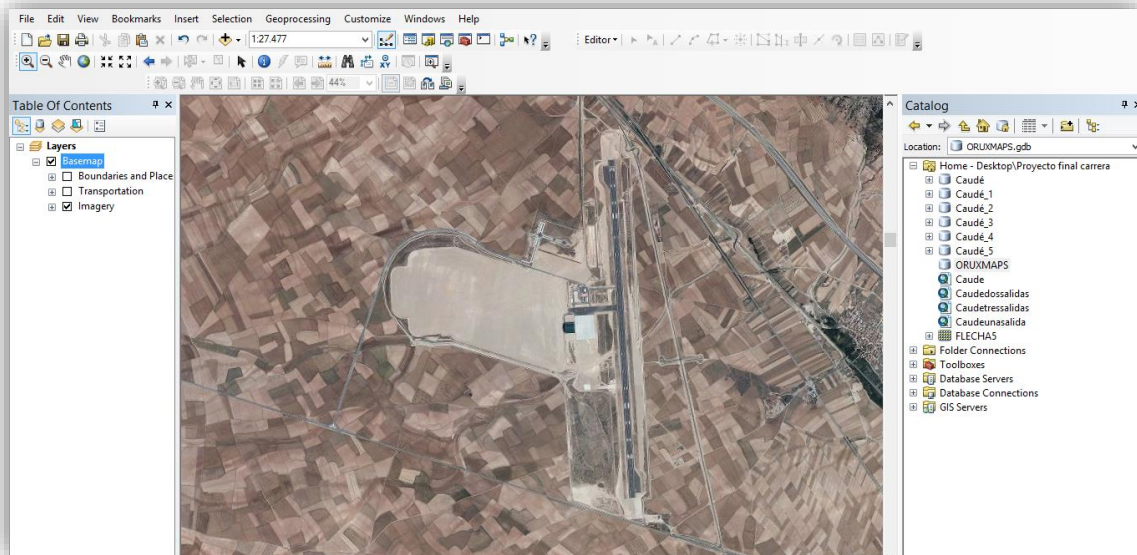 File Edit View Bookmarks Insert Selection Geoprocessing Customize Windows Help
1:27.477
Editor
44%
Table Of Contents
Layers
Basemap
Boundaries and Place
Transportation
Imagery
Catalog
Location: ORUXMAPS.gdb
Home - Desktop\Proyecto final carrera
Caudé
Caudé_1
Caudé_2
Caudé_3
Caudé_4
Caudé_5
ORUXMAPS
Caude
Caudedossalidas
Caudetressalidas
Caudeunasalida
FLECHA5
Folder Connections
Toolboxes
Database Servers
Database Connections
GIS Servers